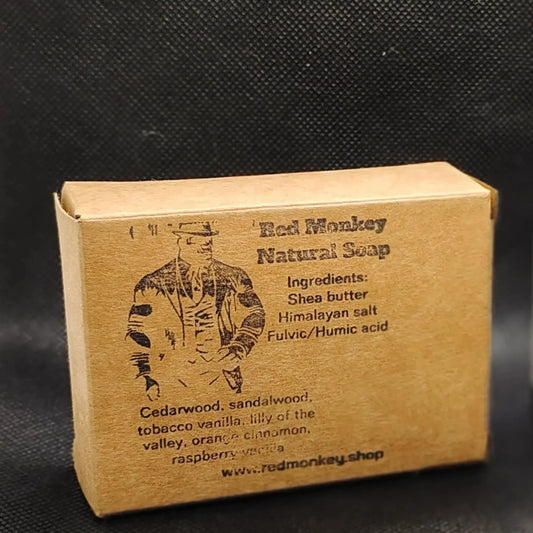 Red Monkey
Natural Soap
Ingredients:
Shea butter
Himalayan salt
Fulvic/Humic acid
Cedarwood, sandalwood,
tobacco vanilla, lilly of the
valley, orange cinnamon,
raspberry vanilla
www.redmonkey.shop